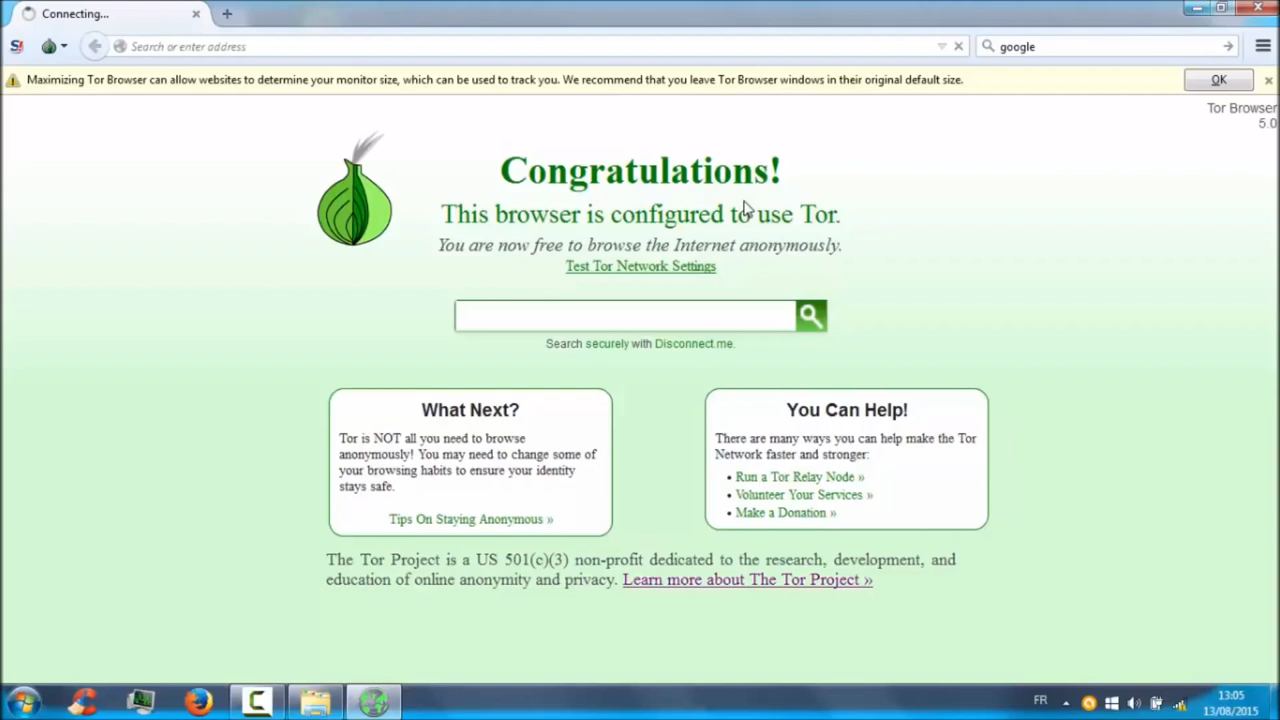 Connecting...
Search or enter address
google
Maximizing Tor Browser can allow websites to determine your monitor size, which can be used to track you. We recommend that you leave Tor Browser windows in their original default size.
OK
Tor Browser
5.0
Congratulations!
This browser is configured to use Tor.
You are now free to browse the Internet anonymously.
Test Tor Network Settings
Search securely with Disconnect.me.
What Next?
Tor is NOT all you need to browse
anonymously! You may need to change some of
your browsing habits to ensure your identity
stays safe.
Tips On Staying Anonymous »
You Can Help!
There are many ways you can help make the Tor
Network faster and stronger:
• Run a Tor Relay Node »
• Volunteer Your Services »
• Make a Donation »
The Tor Project is a US 501(c)(3) non-profit dedicated to the research, development, and
education of online anonymity and privacy. Learn more about The Tor Project »
FR
13:05
13/08/2015